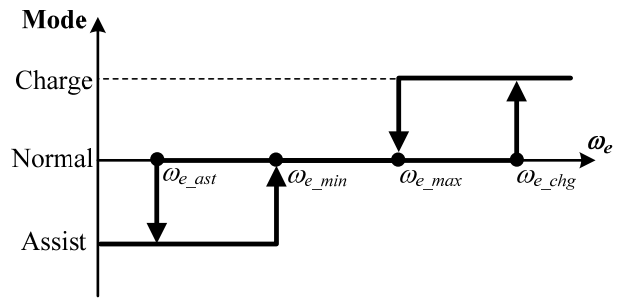 Mode
Charge
Normal
ωe
ωe_ast
ωe_min
ωe_max
ωe_chg
Assist